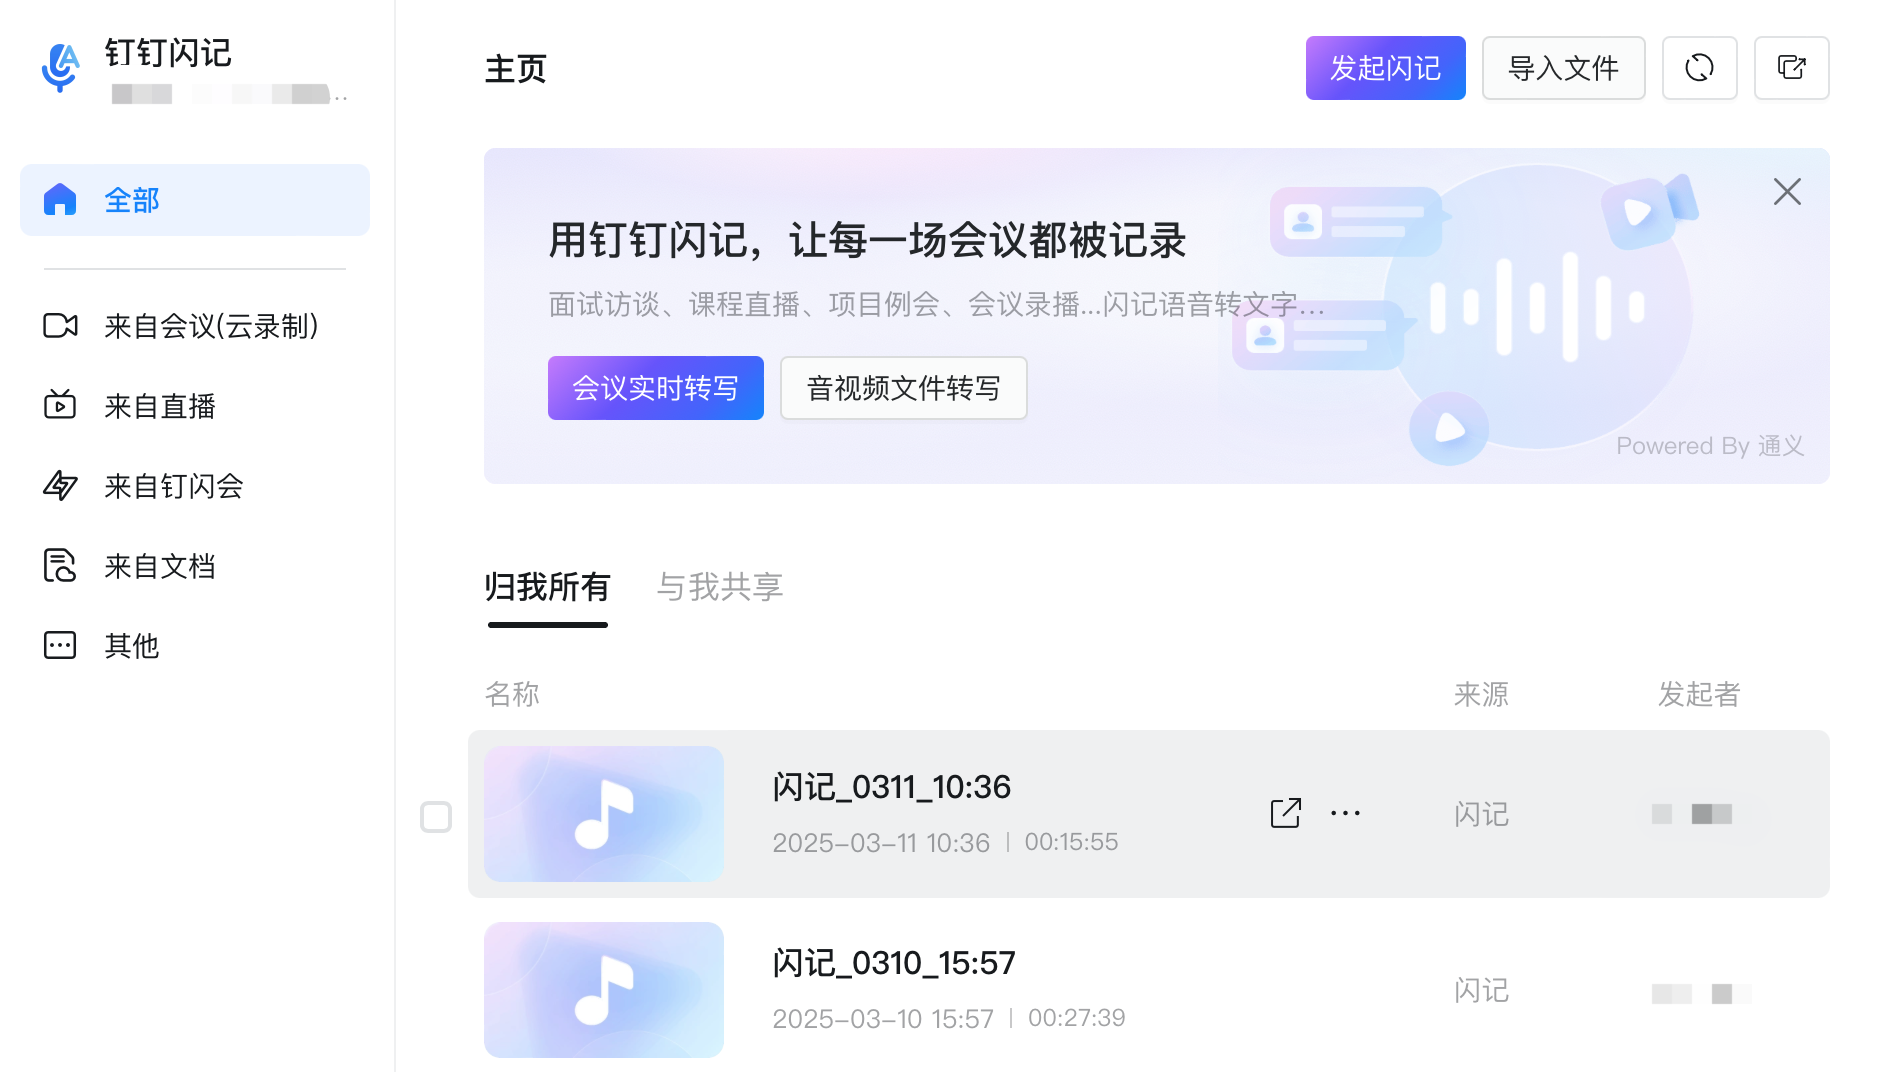 钉钉闪记
..
全部
来自会议(云录制)
来自直播
来自钉闪会
来自文档
其他
主页
发起闪记
导入文件
用钉钉闪记，让每一场会议都被记录
面试访谈、课程直播、项目例会、会议录播...闪记语音转文字...
会议实时转写
音视频文件转写
Powered By 通义
归我所有
与我共享
名称
来源
发起者
闪记_0311_10:36
2025-03-11 10:36 | 00:15:55
闪记
闪记_0310_15:57
2025-03-10 15:57 | 00:27:39
闪记